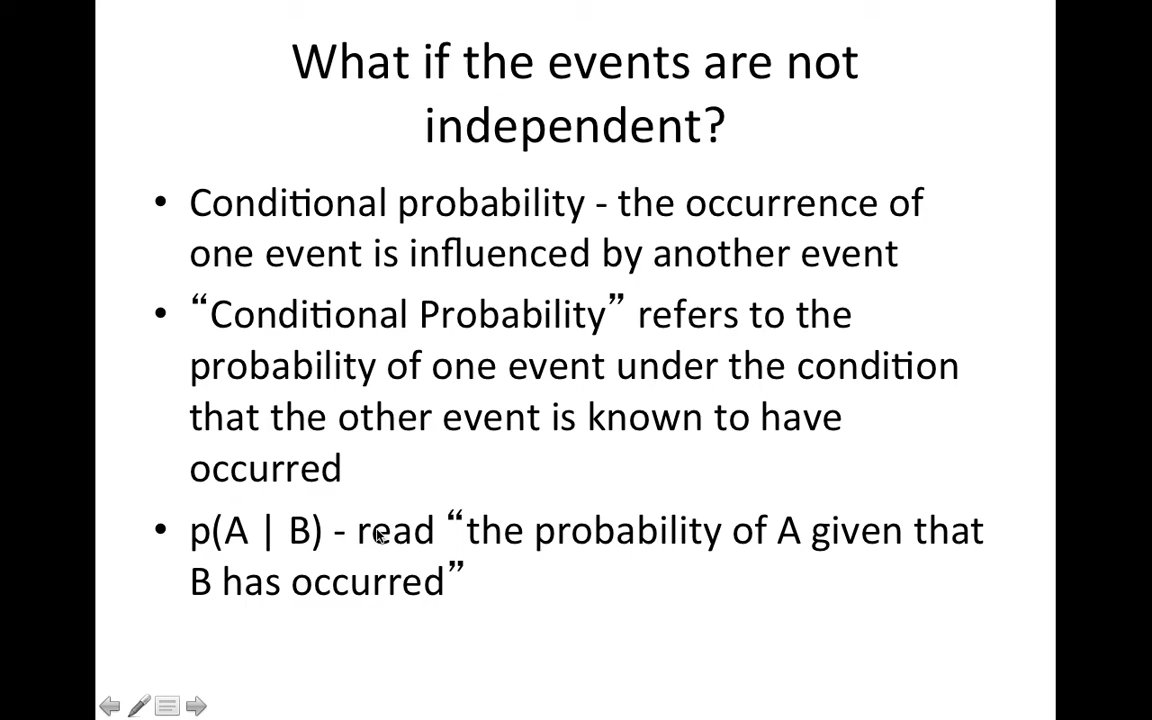 What if the events are not
independent?
• Conditional probability - the occurrence of
one event is influenced by another event
• “Conditional Probability” refers to the
probability of one event under the condition
that the other event is known to have
occurred
• p(A | B) - read “the probability of A given that
B has occurred”